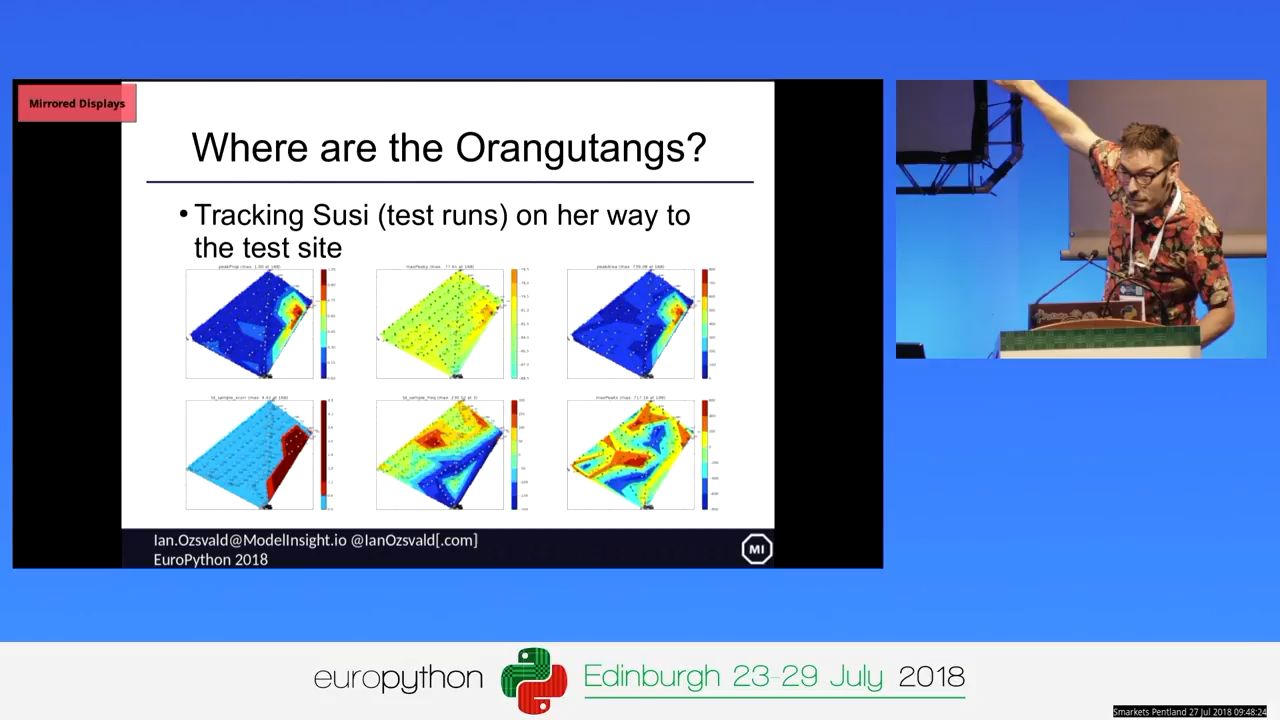 Mirrored Displays
Where are the Orangutangs?
• Tracking Susi (test runs) on her way to
the test site
Ian.Ozsvald@ModelInsight.io @IanOzsvald[.com]
EuroPython 2018
MI
europython
Edinburgh 23-29 July 2018
Smarkets Pentland 27 Jul 2018 09:48:24